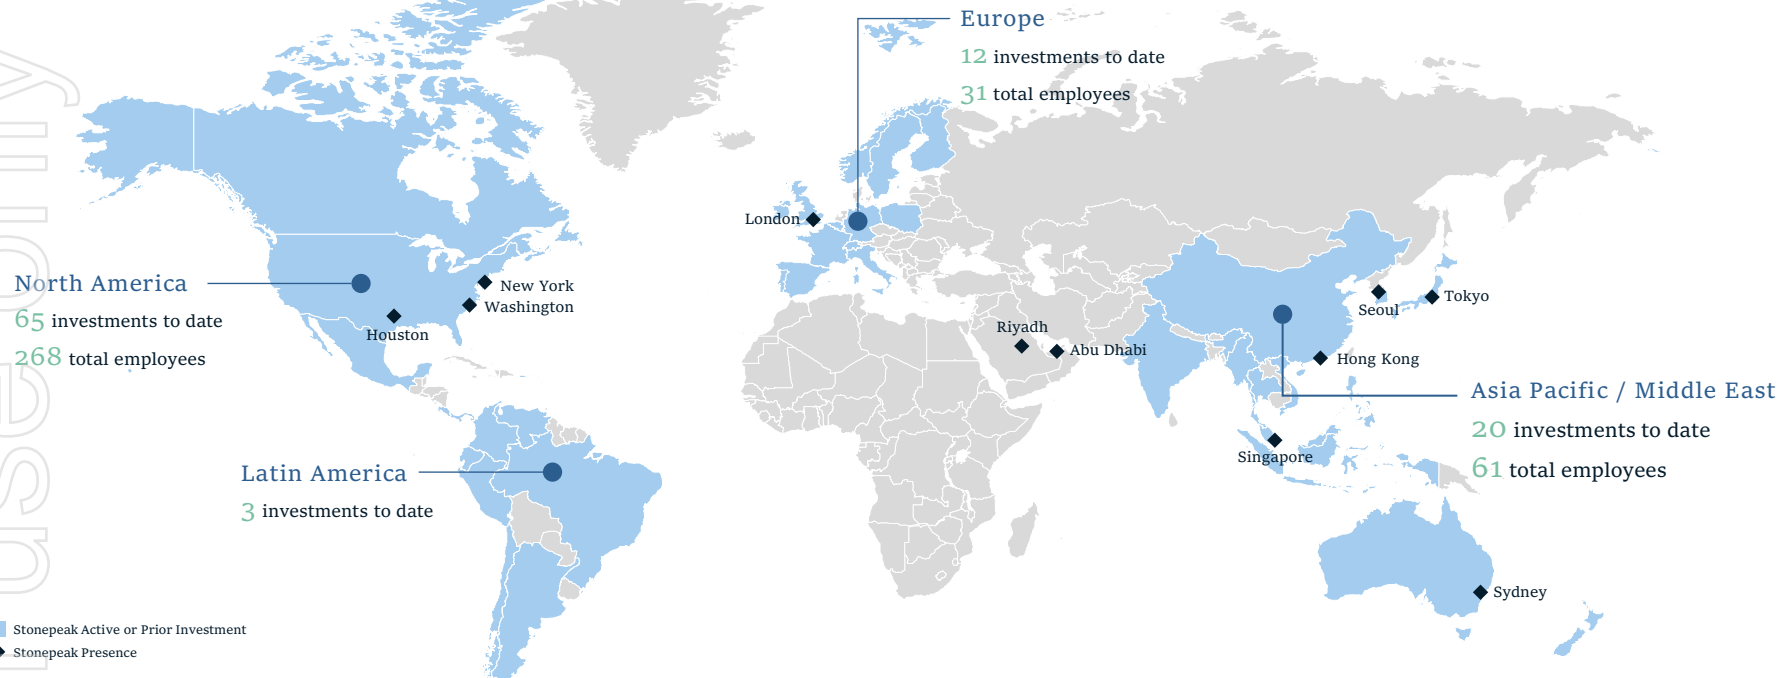 Europe
12 investments to date
31 total employees
London
North America
65 investments to date
268 total employees
New York
Washington
Houston
Seoul
Tokyo
Riyadh
Abu Dhabi
Hong Kong
Asia Pacific / Middle East
20 investments to date
61 total employees
Singapore
Latin America
3 investments to date
Sydney
Stonepeak Active or Prior Investment
Stonepeak Presence